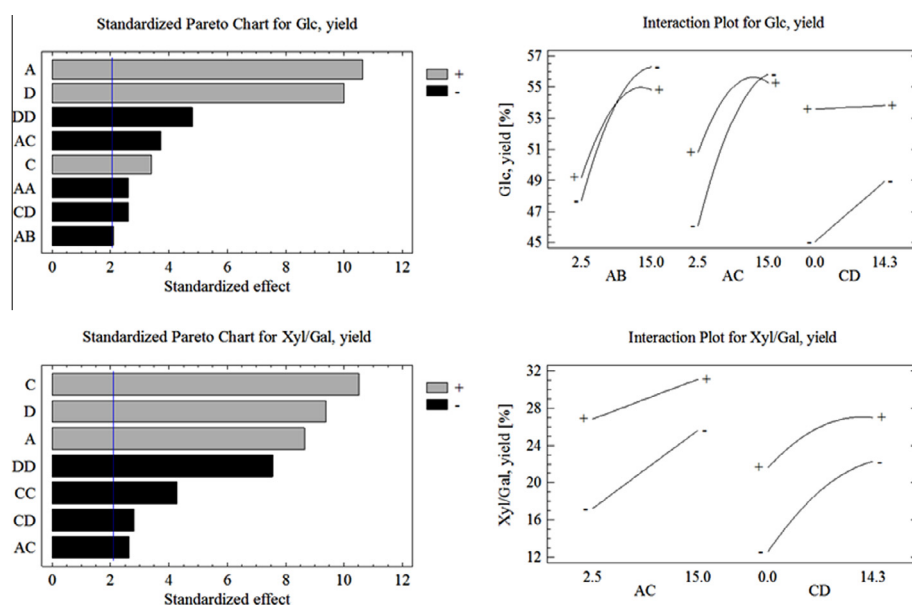 Standardized Pareto Chart for Glc, yield
A
D
DD
AC
C
AA
CD
AB
0 2 4 6 8 10 12
Standardized effect
+
-
Interaction Plot for Glc, yield
Glc, yield [%]
57
55
53
51
49
47
45
+
-
-
+
+
-
-
+
+
+
-
-
2.5 15.0 2.5 15.0 0.0 14.3
AB AC CD
Standardized Pareto Chart for Xyl/Gal, yield
C
D
A
DD
CC
CD
AC
0 2 4 6 8 10 12
Standardized effect
+
-
Interaction Plot for Xyl/Gal, yield
Xyl/Gal, yield [%]
32
28
24
20
16
12
+
+
-
-
+
+
-
-
2.5 15.0 0.0 14.3
AC CD